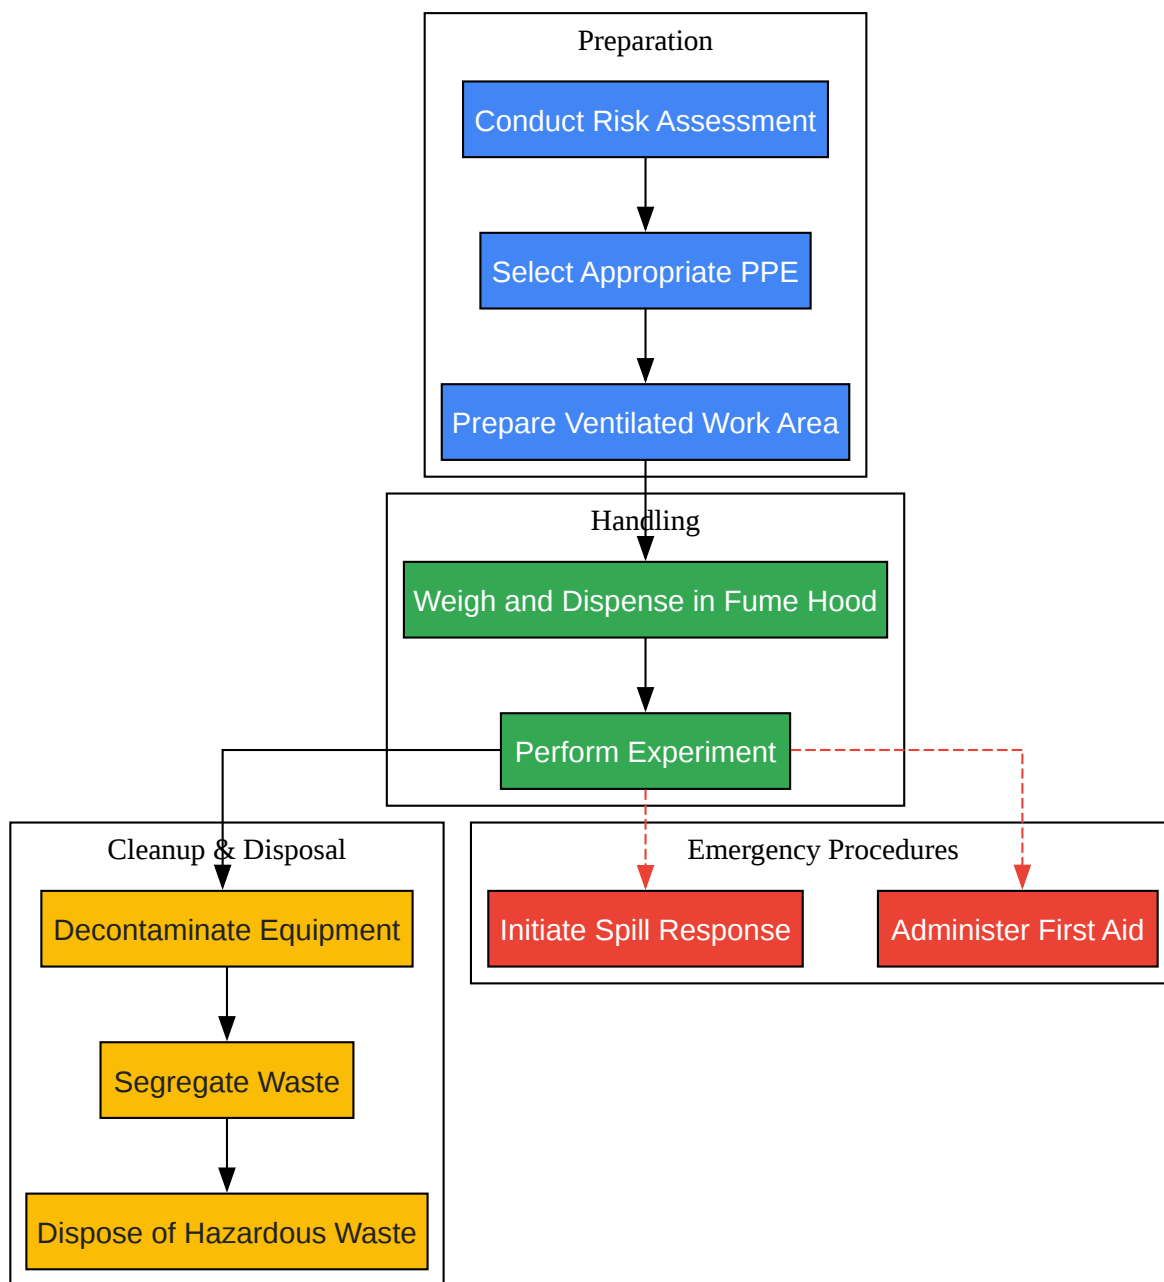 Preparation
Conduct Risk Assessment
Select Appropriate PPE
Prepare Ventilated Work Area
Handling
Weigh and Dispense in Fume Hood
Perform Experiment
Cleanup & Disposal
Decontaminate Equipment
Segregate Waste
Dispose of Hazardous Waste
Emergency Procedures
Initiate Spill Response
Administer First Aid